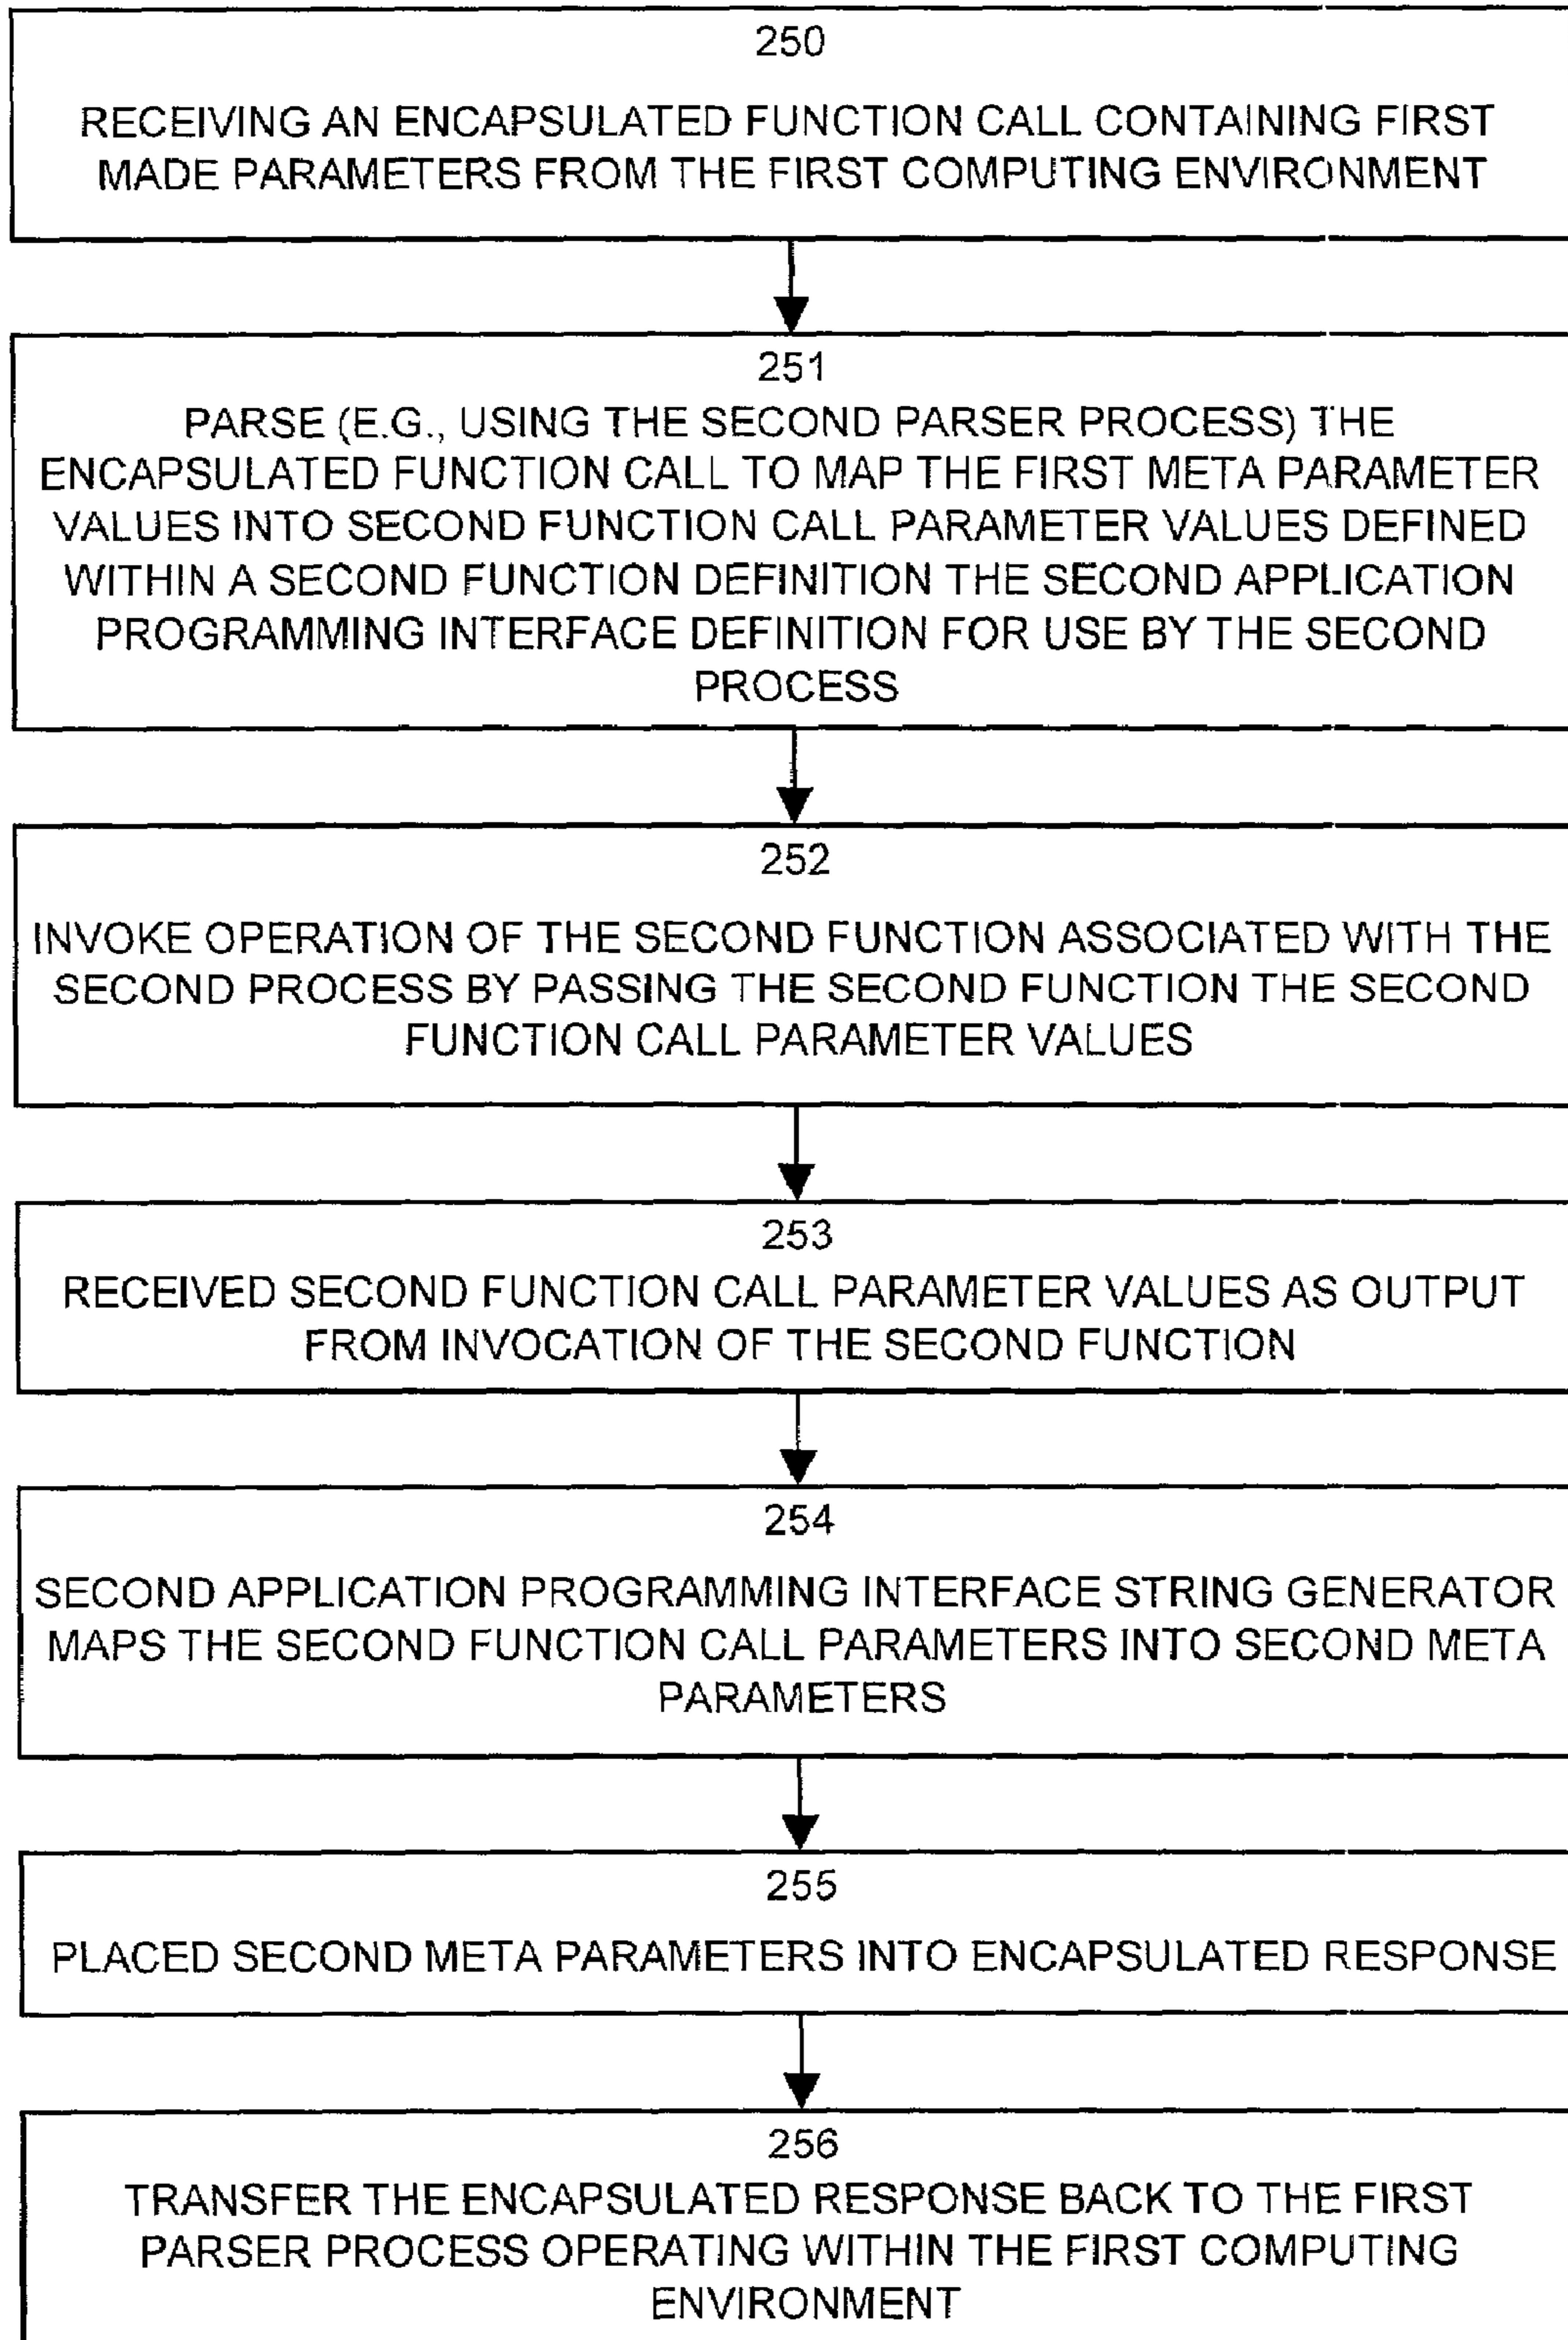 250
RECEIVING AN ENCAPSULATED FUNCTION CALL CONTAINING FIRST
MADE PARAMETERS FROM THE FIRST COMPUTING ENVIRONMENT
251
PARSE (E.G., USING THE SECOND PARSER PROCESS) THE
ENCAPSULATED FUNCTION CALL TO MAP THE FIRST META PARAMETER
VALUES INTO SECOND FUNCTION CALL PARAMETER VALUES DEFINED
WITHIN A SECOND FUNCTION DEFINITION THE SECOND APPLICATION
PROGRAMMING INTERFACE DEFINITION FOR USE BY THE SECOND
PROCESS
252
INVOKE OPERATION OF THE SECOND FUNCTION ASSOCIATED WITH THE
SECOND PROCESS BY PASSING THE SECOND FUNCTION THE SECOND
FUNCTION CALL PARAMETER VALUES
253
RECEIVED SECOND FUNCTION CALL PARAMETER VALUES AS OUTPUT
FROM INVOCATION OF THE SECOND FUNCTION
254
SECOND APPLICATION PROGRAMMING INTERFACE STRING GENERATOR
MAPS THE SECOND FUNCTION CALL PARAMETERS INTO SECOND META
PARAMETERS
255
PLACED SECOND META PARAMETERS INTO ENCAPSULATED RESPONSE
256
TRANSFER THE ENCAPSULATED RESPONSE BACK TO THE FIRST
PARSER PROCESS OPERATING WITHIN THE FIRST COMPUTING
ENVIRONMENT